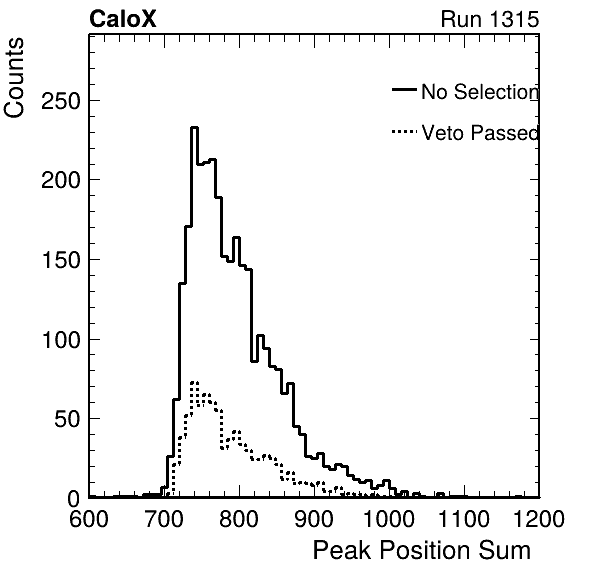 CaloX Run 1315
Counts
No Selection
Veto Passed
250
200
150
100
50
0
600 700 800 900 1000 1100 1200
Peak Position Sum